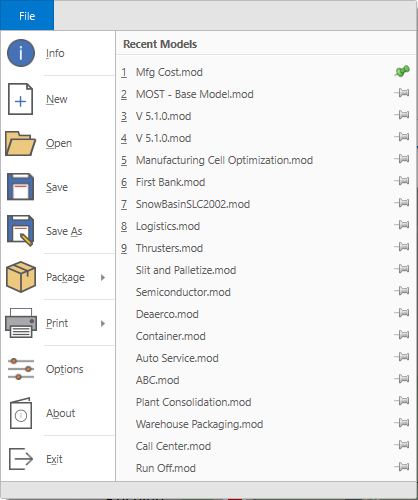 File
Info
New
Open
Save
Save As
Package
Print
Options
About
Exit
Recent Models
1 Mfg Cost.mod
2 MOST - Base Model.mod
3 V 5.1.0.mod
4 V 5.1.0.mod
5 Manufacturing Cell Optimization.mod
6 First Bank.mod
7 SnowBasinSLC2002.mod
8 Logistics.mod
9 Thrusters.mod
Slit and Palletize.mod
Semiconductor.mod
Deaerco.mod
Container.mod
Auto Service.mod
ABC.mod
Plant Consolidation.mod
Warehouse Packaging.mod
Call Center.mod
Run Off.mod